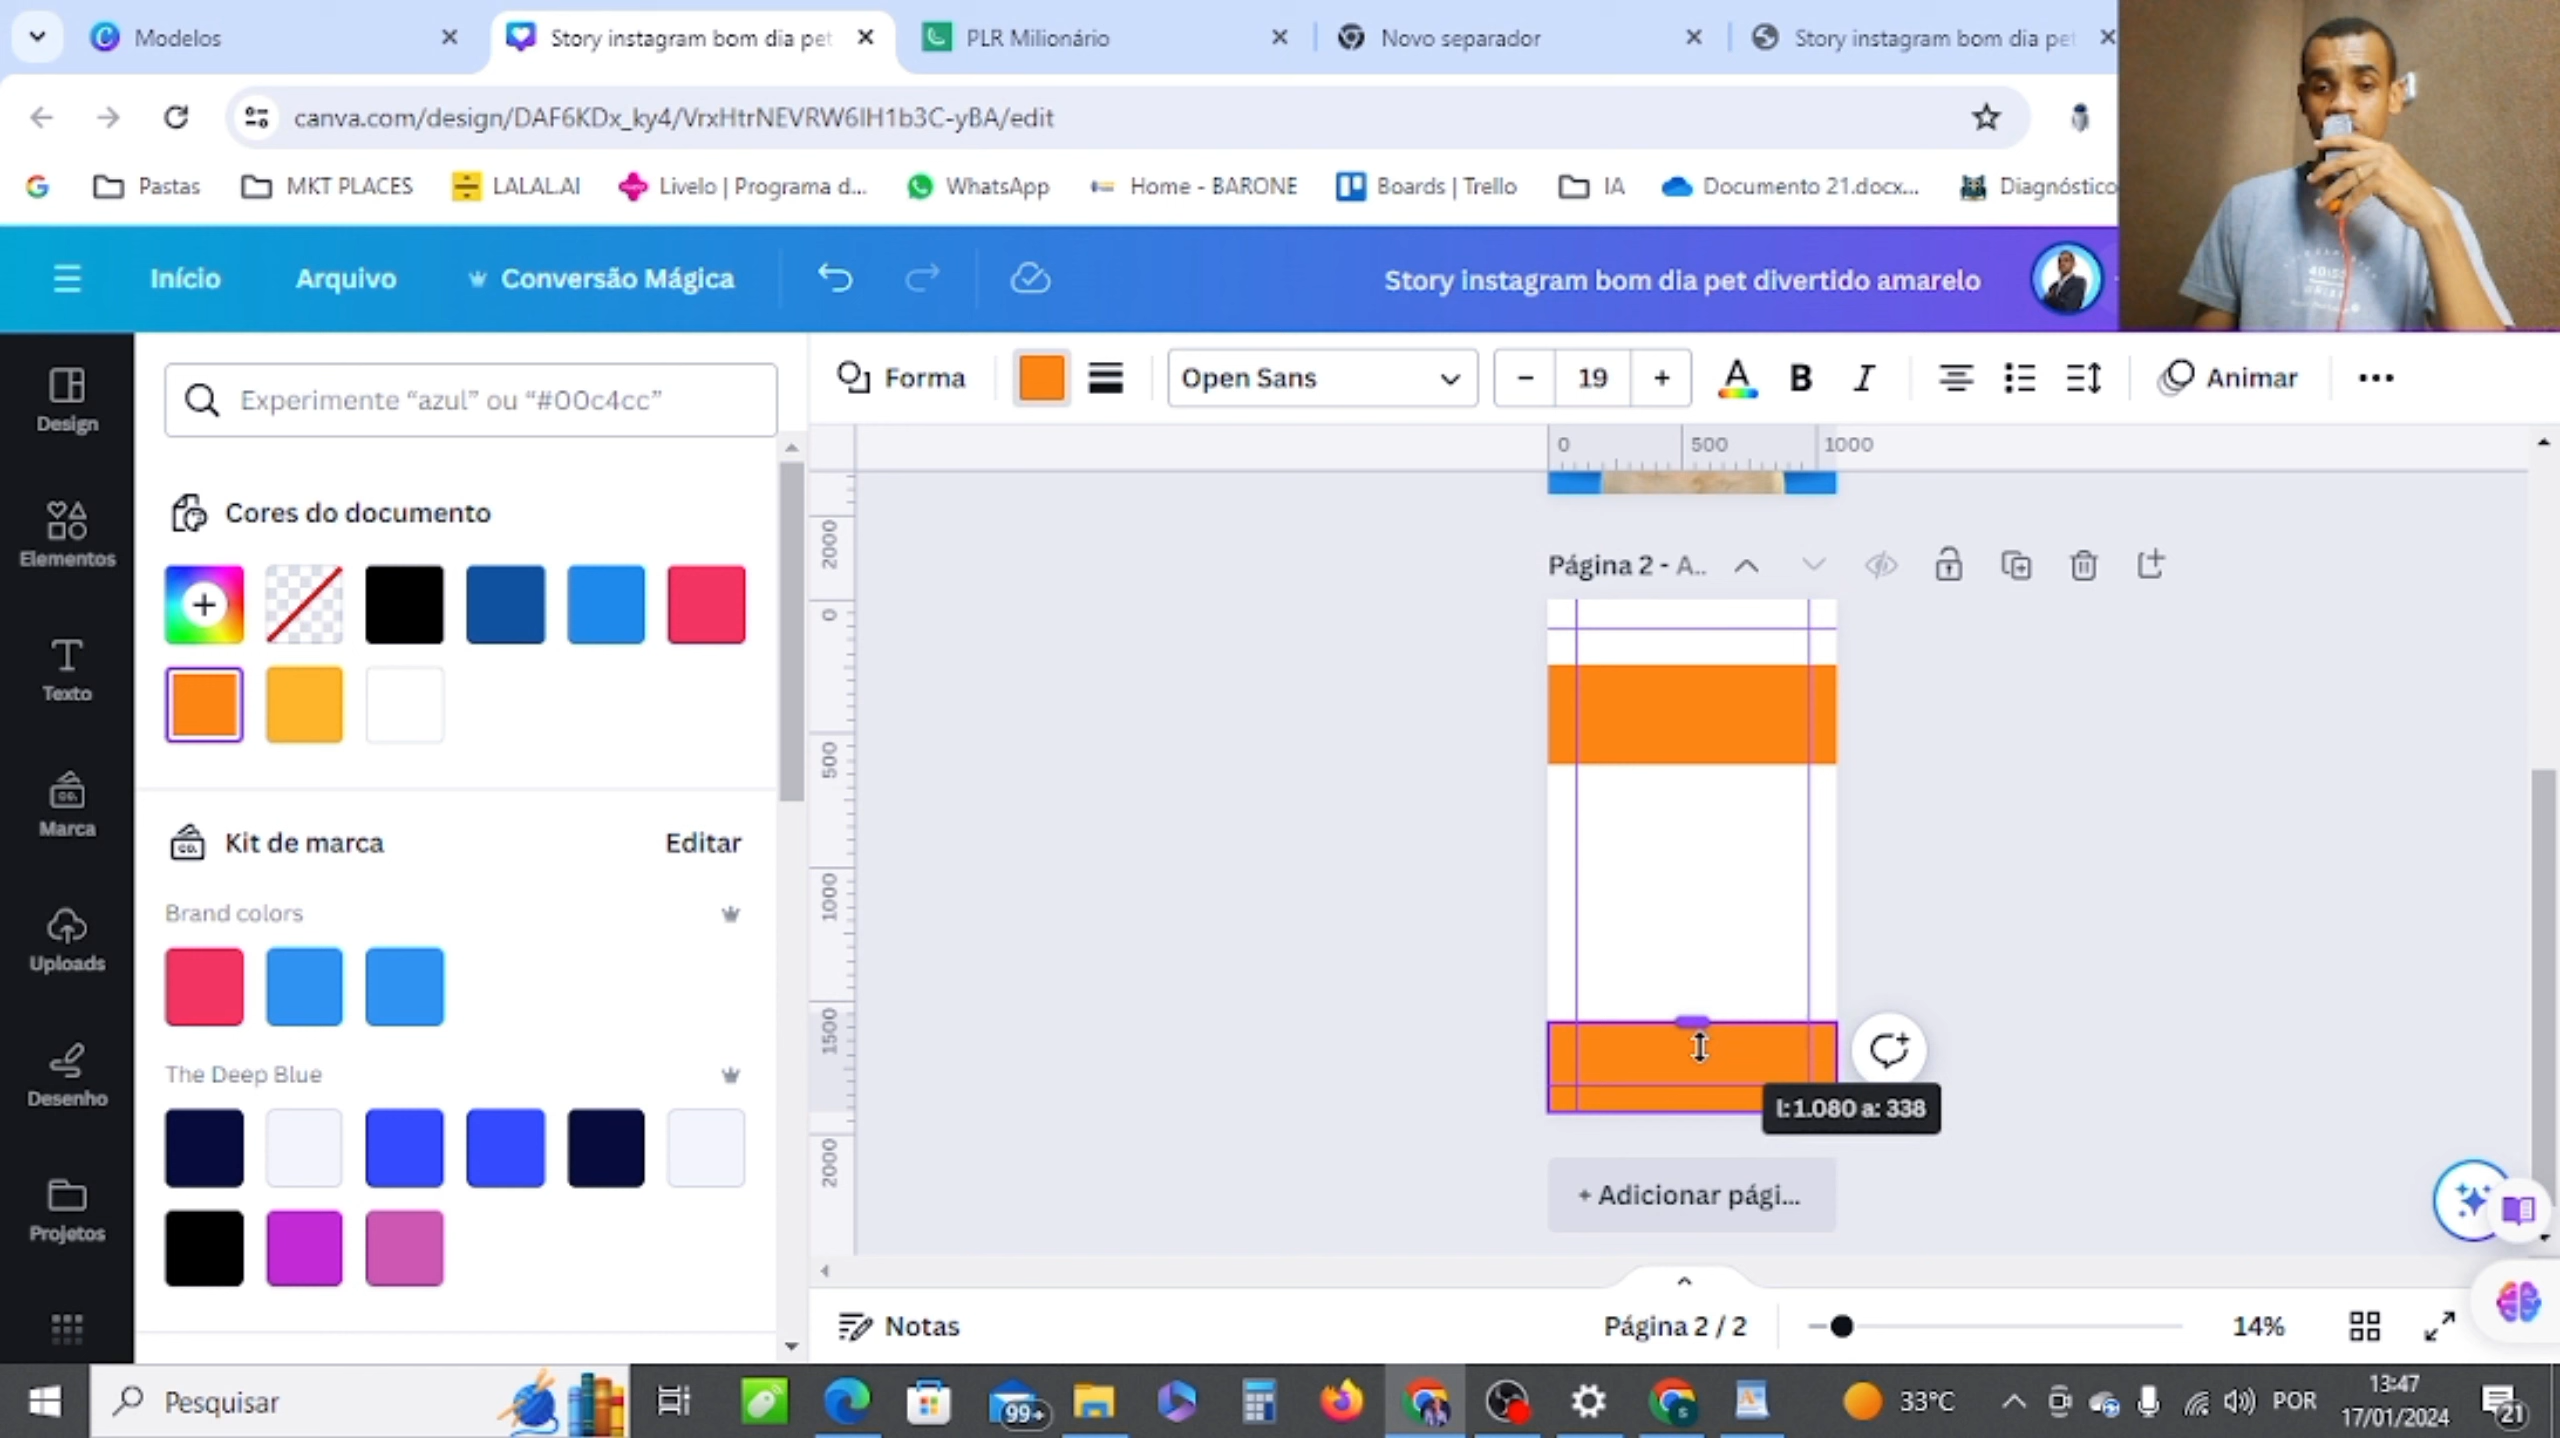 Modelos
Story instagram bom dia pet
PLR Milionário
Novo separador
Story instagram bom dia pet
canva.com/design/DAF6KDx_ky4/VrxHtrNEVRW6lH1b3C-yBA/edit
Pastas
MKT PLACES
LALAL.AI
Livelo | Programa d...
WhatsApp
Home - BARONE
Boards | Trello
IA
Documento 21.docx...
Diagnóstico
Início
Arquivo
Conversão Mágica
Story instagram bom dia pet divertido amarelo
Design
Elementos
Texto
Marca
Uploads
Desenho
Projetos
Experimente “azul” ou “#00c4cc”
Cores do documento
Kit de marca
Editar
Brand colors
The Deep Blue
Forma
Open Sans
19
A
B
I
Animar
0
500
1000
2000
0
500
1000
1500
2000
Página 2 - A..
l: 1.080 a: 338
+ Adicionar pági...
Notas
Página 2 / 2
14%
Pesquisar
99+
33°C
POR
13:47
17/01/2024
21